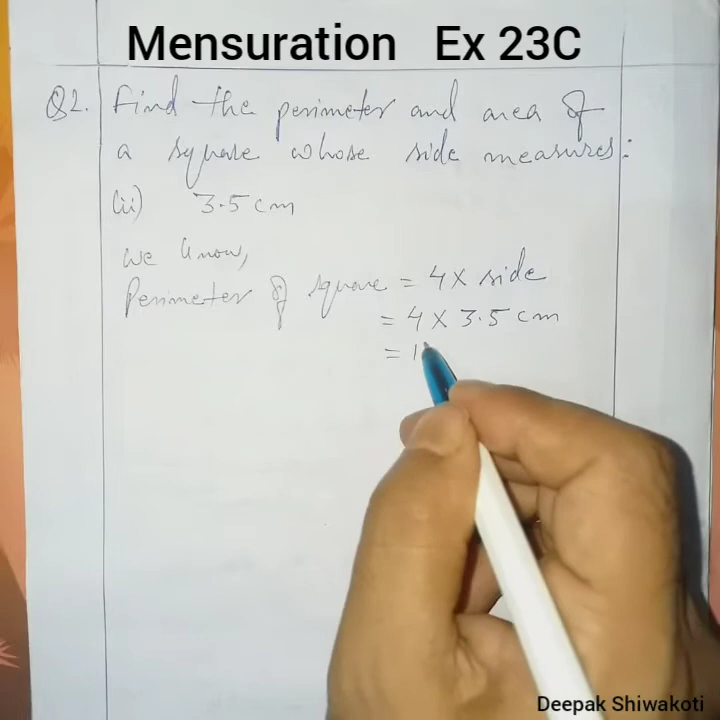 Mensuration Ex 23C
Q2. Find the perimeter and area of
a square whose side measures:
(ii) 3.5 cm
We know,
Perimeter of square = 4 × side
= 4 × 3.5 cm
= 1
Deepak Shiwakoti